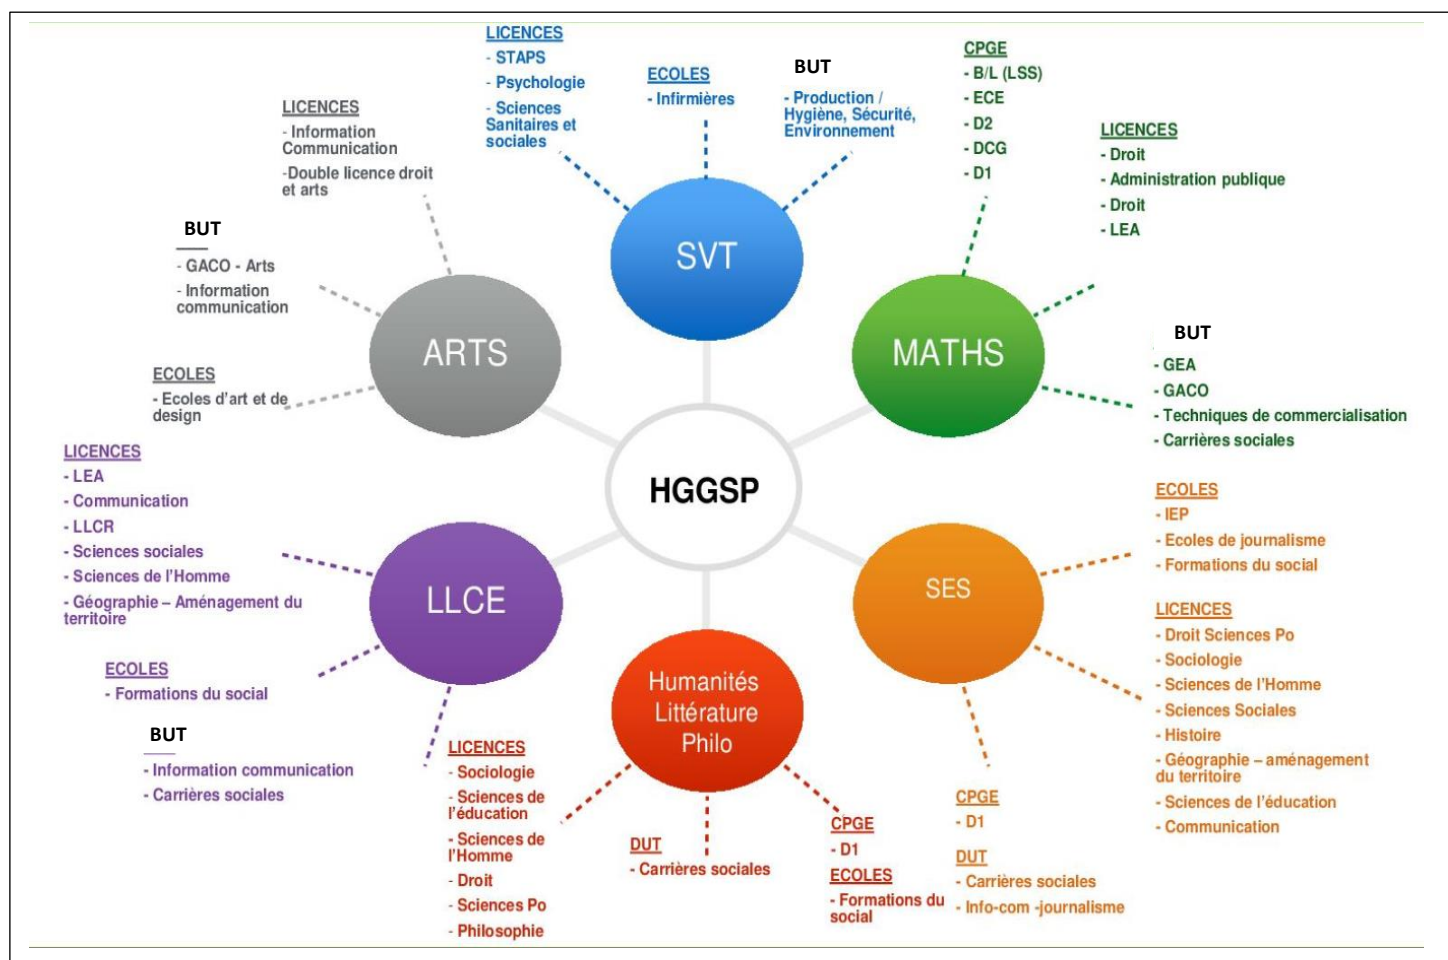 LICENCES
- STAPS
- Psychologie
- Sciences
Sanitaires et
sociales
ECOLES
- Infirmières
BUT
- Production /
Hygiène, Sécurité,
Environnement
CPGE
- B/L (LSS)
- ECE
- D2
- DCG
- D1
LICENCES
- Droit
- Administration publique
- Droit
- LEA
LICENCES
- Information
Communication
-Double licence droit
et arts
BUT
- GACO - Arts
- Information
communication
ECOLES
- Ecoles d'art et de
design
SVT
ARTS
MATHS
BUT
- GEA
- GACO
- Techniques de commercialisation
- Carrières sociales
HGGSP
LICENCES
- LEA
- Communication
- LLCR
- Sciences sociales
- Sciences de l'Homme
- Géographie – Aménagement du
territoire
ECOLES
- Formations du social
BUT
- Information communication
- Carrières sociales
LLCE
SES
ECOLES
- IEP
- Ecoles de journalisme
- Formations du social
LICENCES
- Droit Sciences Po
- Sociologie
- Sciences de l'Homme
- Sciences Sociales
- Histoire
- Géographie – aménagement
du territoire
- Sciences de l'éducation
- Communication
Humanités
Littérature
Philo
LICENCES
- Sociologie
- Sciences de
l'éducation
- Sciences de
l'Homme
- Droit
- Sciences Po
- Philosophie
DUT
- Carrières sociales
CPGE
- D1
ECOLES
- Formations du
social
CPGE
- D1
DUT
- Carrières sociales
- Info-com -journalisme